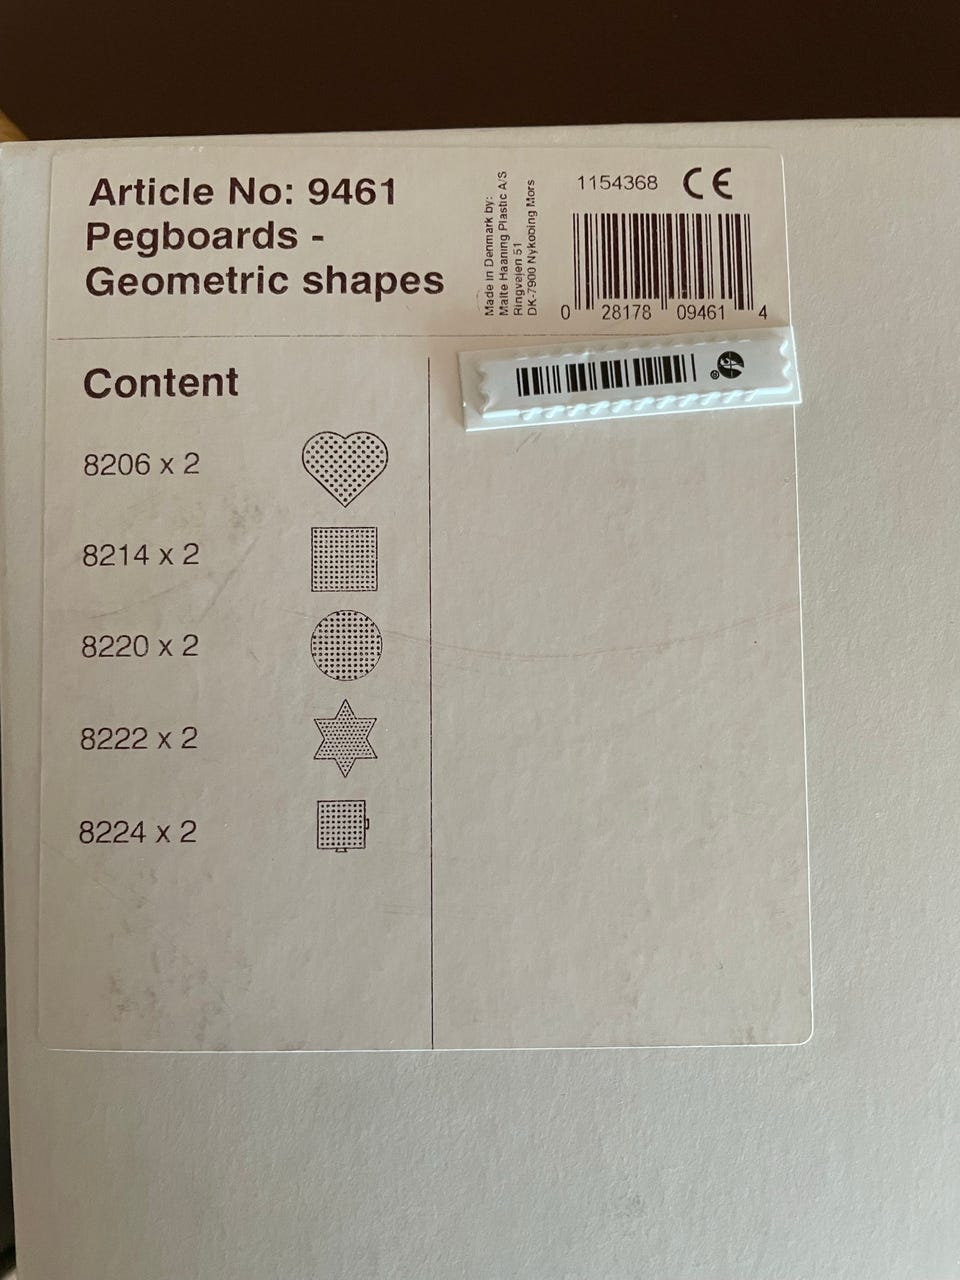 Article No: 9461
Pegboards -
Geometric shapes
Made in Denmark by:
Malte Haaning Plastic A/S
Ringvejen 51
DK-7900 Nykøbing Mors
1154368 CE
0 28178 09461 4
®
Content
8206 x 2
8214 x 2
8220 x 2
8222 x 2
8224 x 2